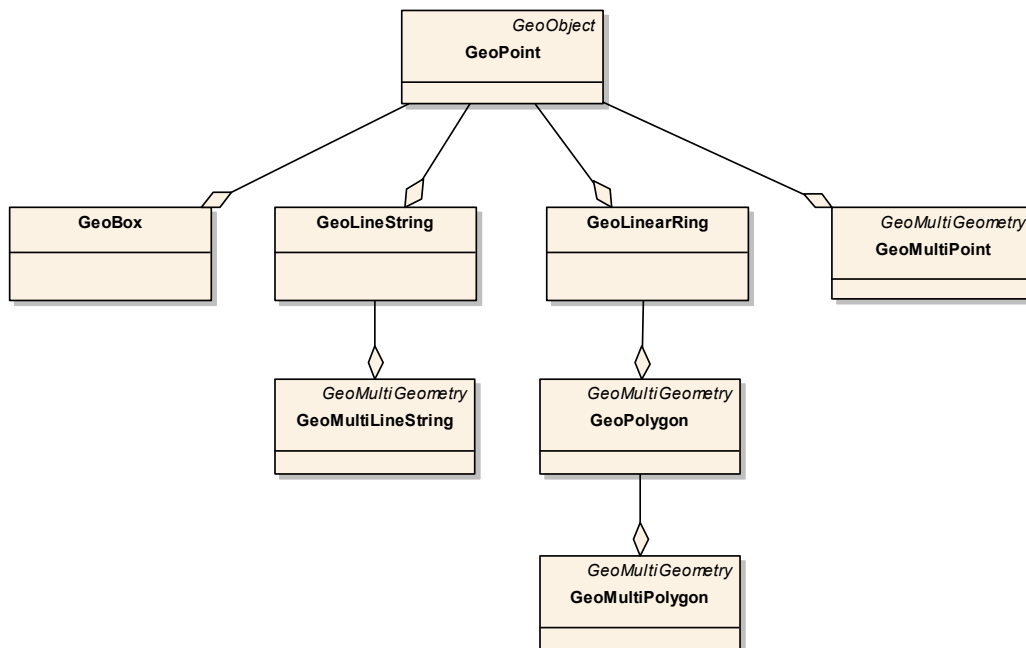 GeoObject
GeoPoint
GeoBox
GeoLineString
GeoLinearRing
GeoMultiGeometry
GeoMultiPoint
GeoMultiGeometry
GeoMultiLineString
GeoMultiGeometry
GeoPolygon
GeoMultiGeometry
GeoMultiPolygon